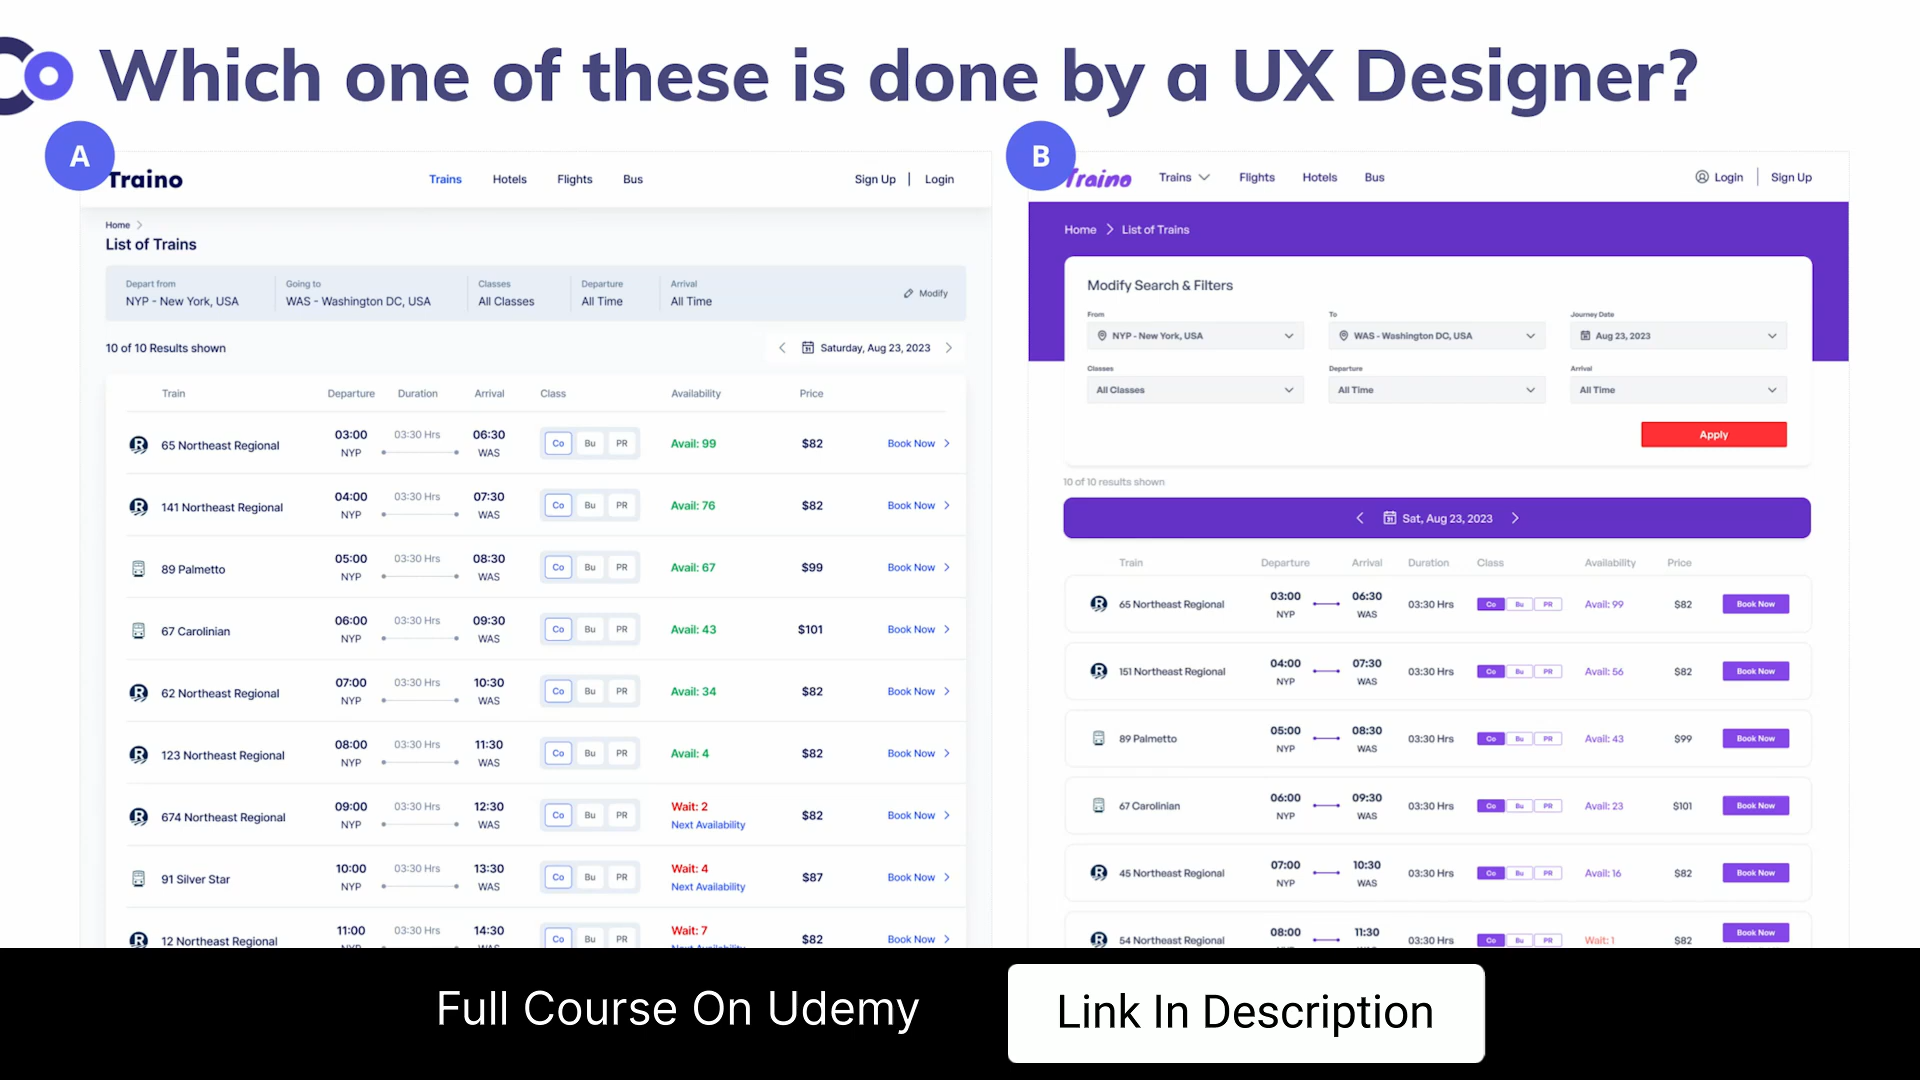 Which one of these is done by a UX Designer?
A
Traino
Trains Hotels Flights Bus
Sign Up | Login
Home >
List of Trains
Depart from Going to Classes Departure Arrival
NYP - New York, USA WAS - Washington DC, USA All Classes All Time All Time Modify
10 of 10 Results shown
Saturday, Aug 23, 2023
Train Departure Duration Arrival Class Availability Price
65 Northeast Regional 03:00 NYP 03:30 Hrs 06:30 WAS Co Bu PR Avail: 99 $82 Book Now >
141 Northeast Regional 04:00 NYP 03:30 Hrs 07:30 WAS Co Bu PR Avail: 76 $82 Book Now >
89 Palmetto 05:00 NYP 03:30 Hrs 08:30 WAS Co Bu PR Avail: 67 $99 Book Now >
67 Carolinian 06:00 NYP 03:30 Hrs 09:30 WAS Co Bu PR Avail: 43 $101 Book Now >
62 Northeast Regional 07:00 NYP 03:30 Hrs 10:30 WAS Co Bu PR Avail: 34 $82 Book Now >
123 Northeast Regional 08:00 NYP 03:30 Hrs 11:30 WAS Co Bu PR Avail: 4 $82 Book Now >
674 Northeast Regional 09:00 NYP 03:30 Hrs 12:30 WAS Co Bu PR Wait: 2 Next Availability $82 Book Now >
91 Silver Star 10:00 NYP 03:30 Hrs 13:30 WAS Co Bu PR Wait: 4 Next Availability $87 Book Now >
12 Northeast Regional 11:00 03:30 Hrs 14:30 Co Bu PR Wait: 7 $82 Book Now >
B
Traino
Trains Flights Hotels Bus
Login | Sign Up
Home > List of Trains
Modify Search & Filters
From To Journey Date
NYP - New York, USA WAS - Washington DC, USA Aug 23, 2023
Classes Departure Arrival
All Classes All Time All Time
Apply
10 of 10 results shown
< Sat, Aug 23, 2023 >
Train Departure Arrival Duration Class Availability Price
65 Northeast Regional 03:00 NYP 06:30 WAS 03:30 Hrs Co Bu PR Avail: 99 $82 Book Now
151 Northeast Regional 04:00 NYP 07:30 WAS 03:30 Hrs Co Bu PR Avail: 56 $82 Book Now
89 Palmetto 05:00 NYP 08:30 WAS 03:30 Hrs Co Bu PR Avail: 43 $99 Book Now
67 Carolinian 06:00 NYP 09:30 WAS 03:30 Hrs Co Bu PR Avail: 23 $101 Book Now
45 Northeast Regional 07:00 NYP 10:30 WAS 03:30 Hrs Co Bu PR Avail: 16 $82 Book Now
54 Northeast Regional 08:00 11:30 03:30 Hrs Co Bu PR Wait: 1 $82 Book Now
Full Course On Udemy
Link In Description